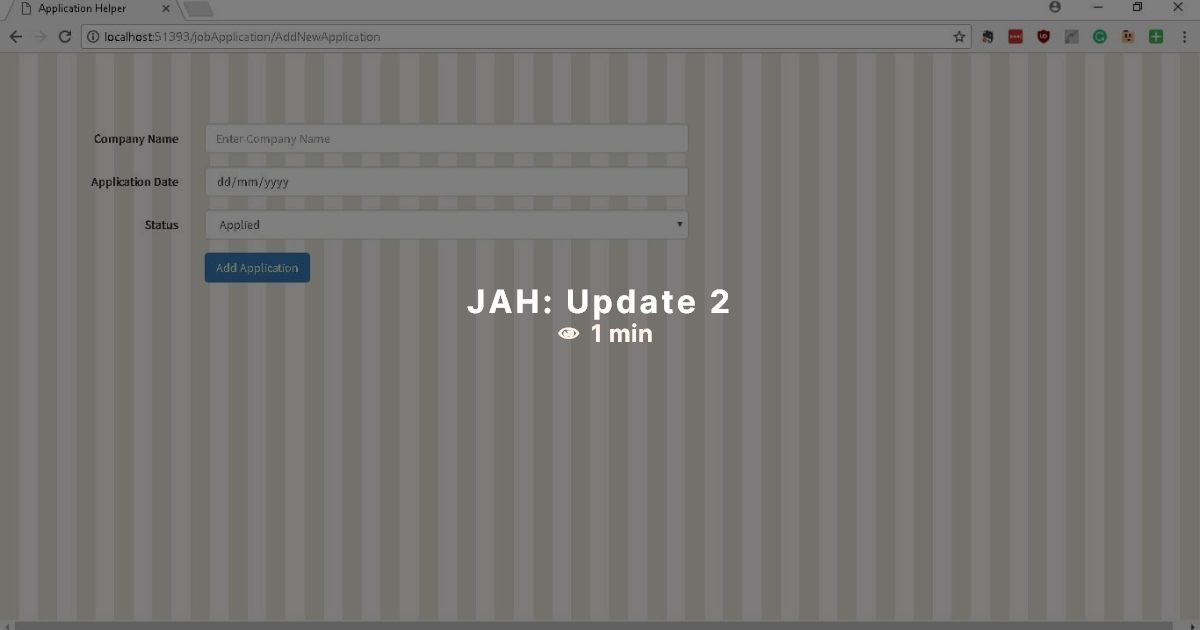 Application Helper
localhost:51393/jobApplication/AddNewApplication
Company Name
Enter Company Name
Application Date
dd/mm/yyyy
Status
Applied
Add Application
JAH: Update 2
1 min